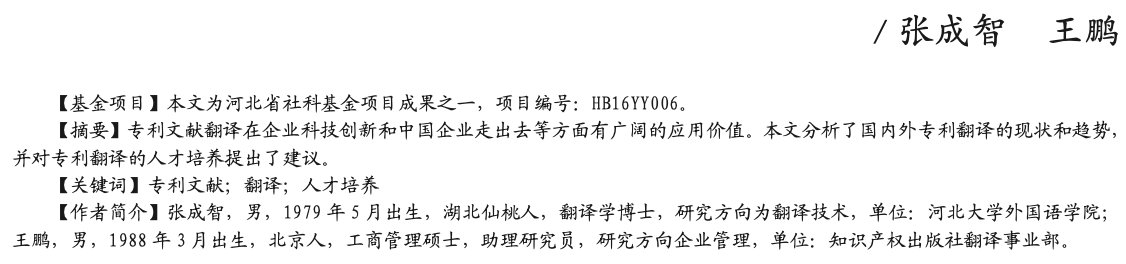 / 张成智 王鹏
【基金项目】本文为河北省社科基金项目成果之一，项目编号：HB16YY006。
【摘要】专利文献翻译在企业科技创新和中国企业走出去等方面有广阔的应用价值。本文分析了国内外专利翻译的现状和趋势，
并对专利翻译的人才培养提出了建议。
【关键词】专利文献；翻译；人才培养
【作者简介】张成智，男，1979 年 5 月出生，湖北仙桃人，翻译学博士，研究方向为翻译技术，单位：河北大学外国语学院；
王鹏，男，1988 年 3 月出生，北京人，工商管理硕士，助理研究员，研究方向企业管理，单位：知识产权出版社翻译事业部。